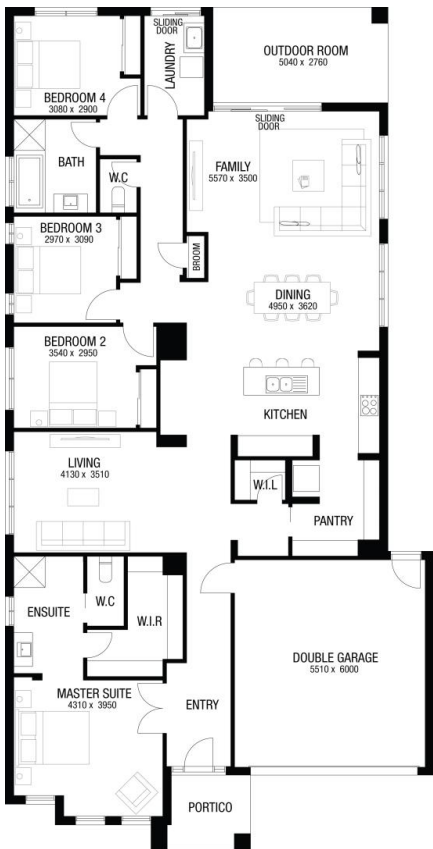 SLIDING
DOOR
LAUNDRY
OUTDOOR ROOM
5040 x 2760
BEDROOM 4
3080 x 2900
SLIDING
DOOR
BATH
W.C
FAMILY
5570 x 3500
BEDROOM 3
2970 x 3090
BROOM
DINING
4950 x 3620
BEDROOM 2
3540 x 2950
KITCHEN
LIVING
4130 x 3510
W.I.L
PANTRY
ENSUITE
W.C
W.I.R
DOUBLE GARAGE
5510 x 6000
MASTER SUITE
4310 x 3950
ENTRY
PORTICO